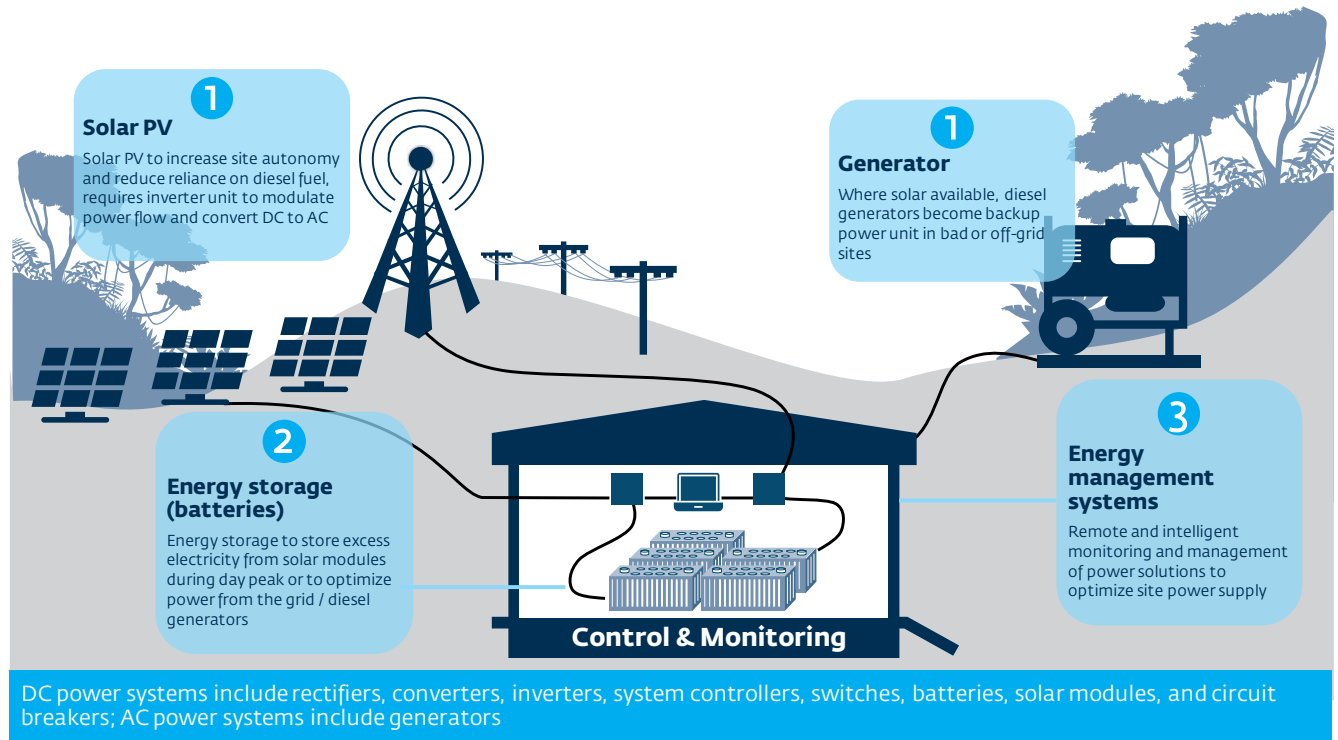 1
Solar PV
Solar PV to increase site autonomy
and reduce reliance on diesel fuel,
requires inverter unit to modulate
power flow and convert DC to AC
1
Generator
Where solar available, diesel
generators become backup
power unit in bad or off-grid
sites
2
Energy storage
(batteries)
Energy storage to store excess
electricity from solar modules
during day peak or to optimize
power from the grid / diesel
generators
3
Energy
management
systems
Remote and intelligent
monitoring and management
of power solutions to
optimize site power supply
Control & Monitoring
DC power systems include rectifiers, converters, inverters, system controllers, switches, batteries, solar modules, and circuit
breakers; AC power systems include generators